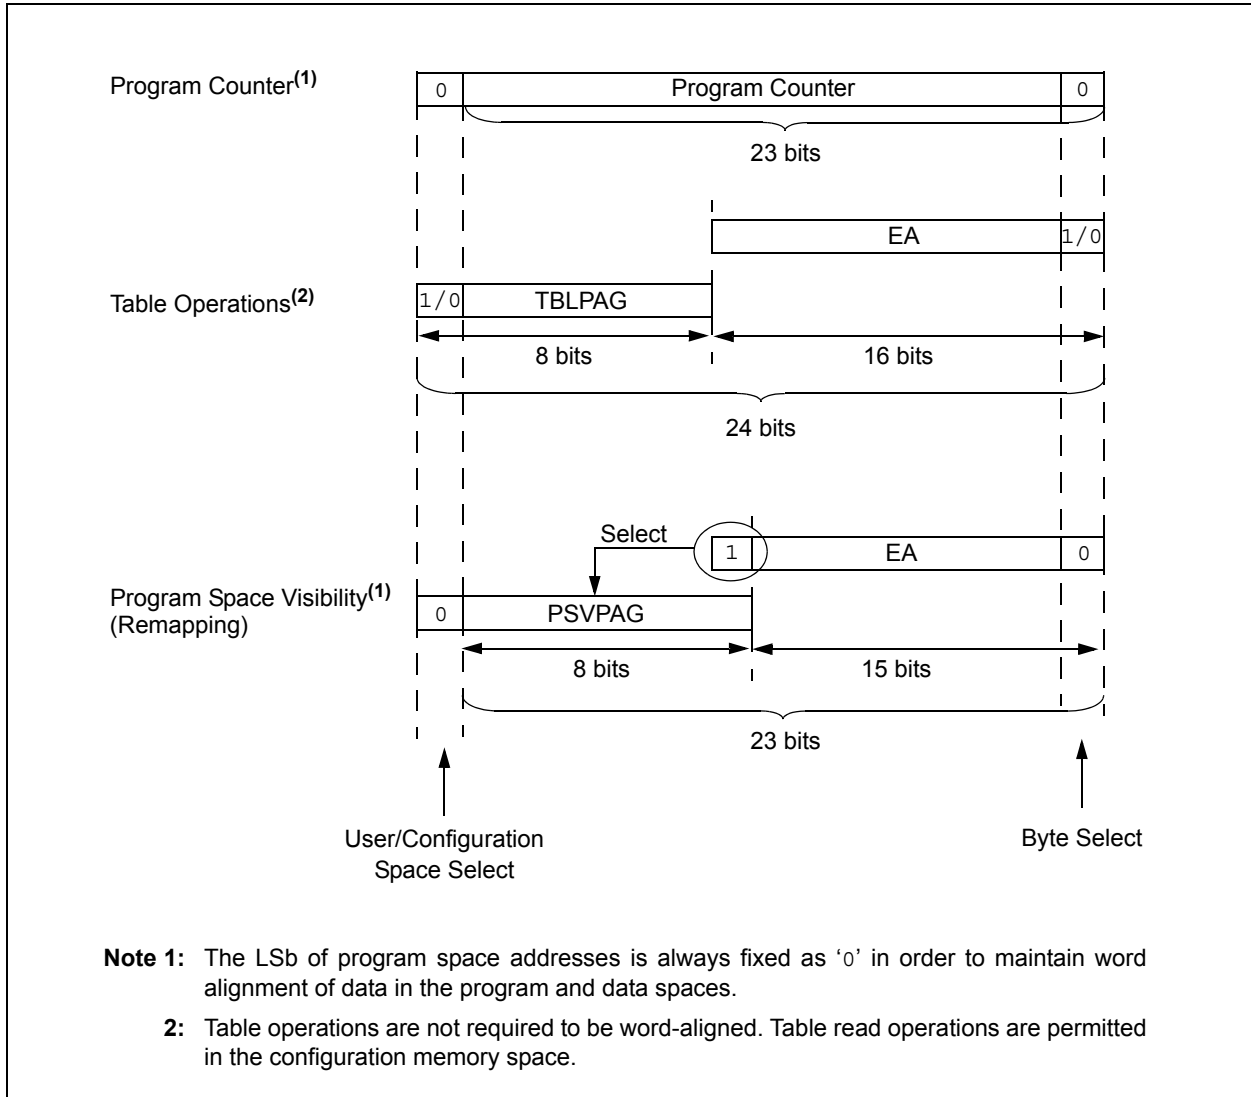 Program Counter(1)
0
Program Counter
0
23 bits
EA
1/0
Table Operations(2)
1/0
TBLPAG
8 bits
16 bits
24 bits
Select
1
EA
0
Program Space Visibility(1)
(Remapping)
0
PSVPAG
8 bits
15 bits
23 bits
User/Configuration
Space Select
Byte Select
Note 1: The LSb of program space addresses is always fixed as ‘0’ in order to maintain word
alignment of data in the program and data spaces.
2: Table operations are not required to be word-aligned. Table read operations are permitted
in the configuration memory space.